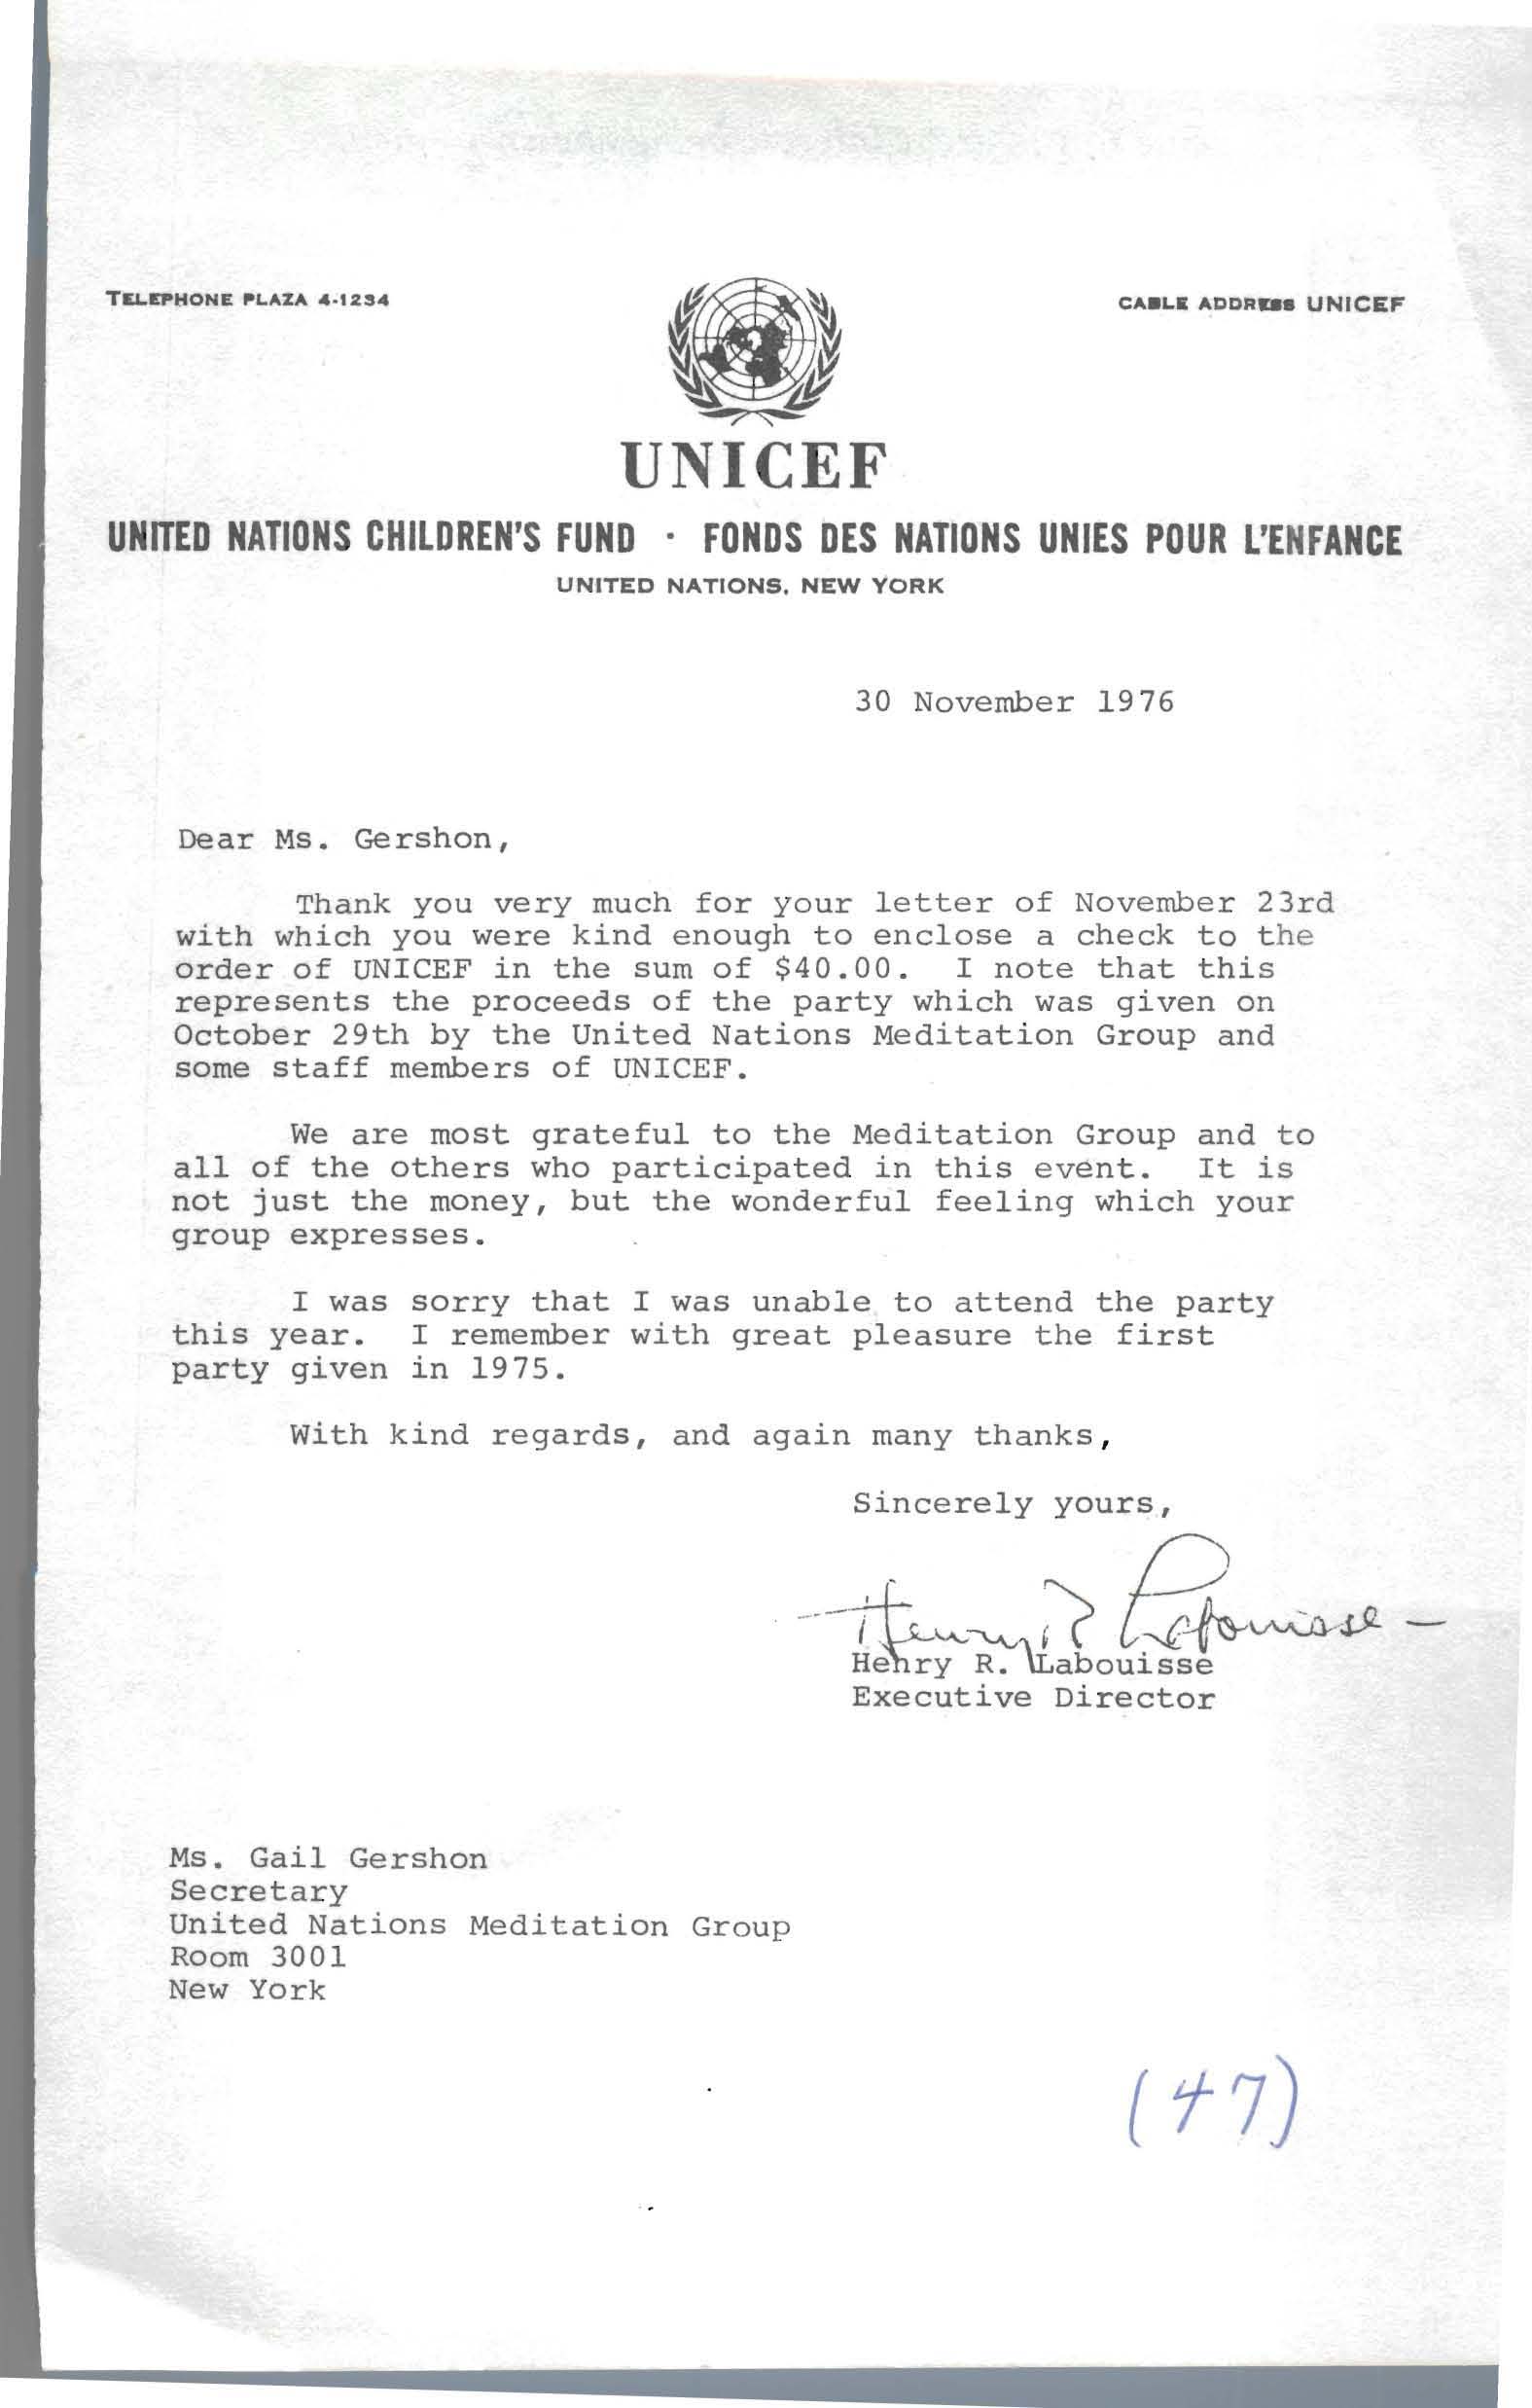 TELEPHONE PLAZA 4-1234
CABLE ADDRESS UNICEF
UNICEF
UNITED NATIONS CHILDREN'S FUND · FONDS DES NATIONS UNIES POUR L'ENFANCE
UNITED NATIONS, NEW YORK
30 November 1976
Dear Ms. Gershon,
Thank you very much for your letter of November 23rd
with which you were kind enough to enclose a check to the
order of UNICEF in the sum of $40.00. I note that this
represents the proceeds of the party which was given on
October 29th by the United Nations Meditation Group and
some staff members of UNICEF.
We are most grateful to the Meditation Group and to
all of the others who participated in this event. It is
not just the money, but the wonderful feeling which your
group expresses.
I was sorry that I was unable to attend the party
this year. I remember with great pleasure the first
party given in 1975.
With kind regards, and again many thanks,
Sincerely yours,
Henry R Labouisse
Henry R. Labouisse
Executive Director
Ms. Gail Gershon
Secretary
United Nations Meditation Group
Room 3001
New York
(47)